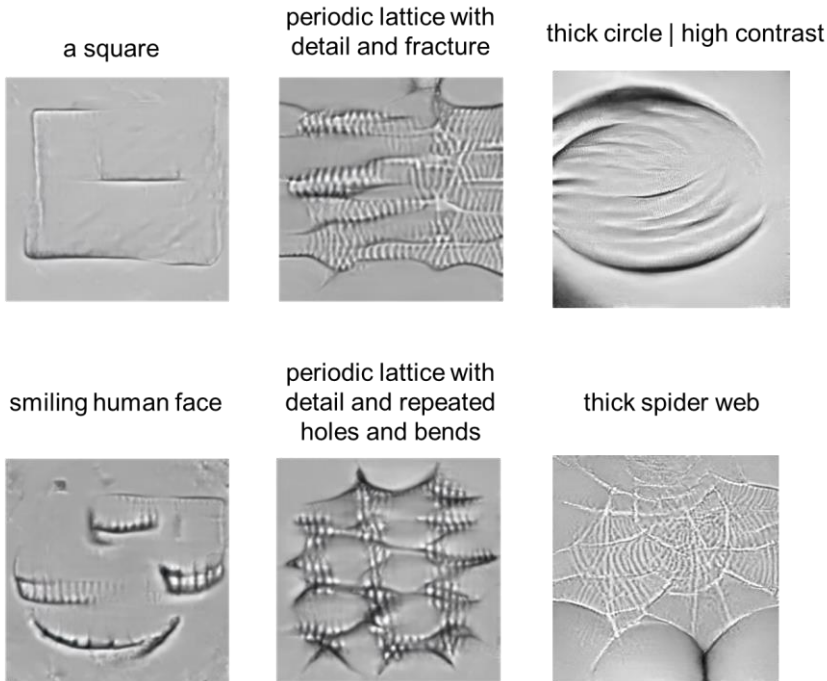 a square
periodic lattice with
detail and fracture
thick circle | high contrast
smiling human face
periodic lattice with
detail and repeated
holes and bends
thick spider web